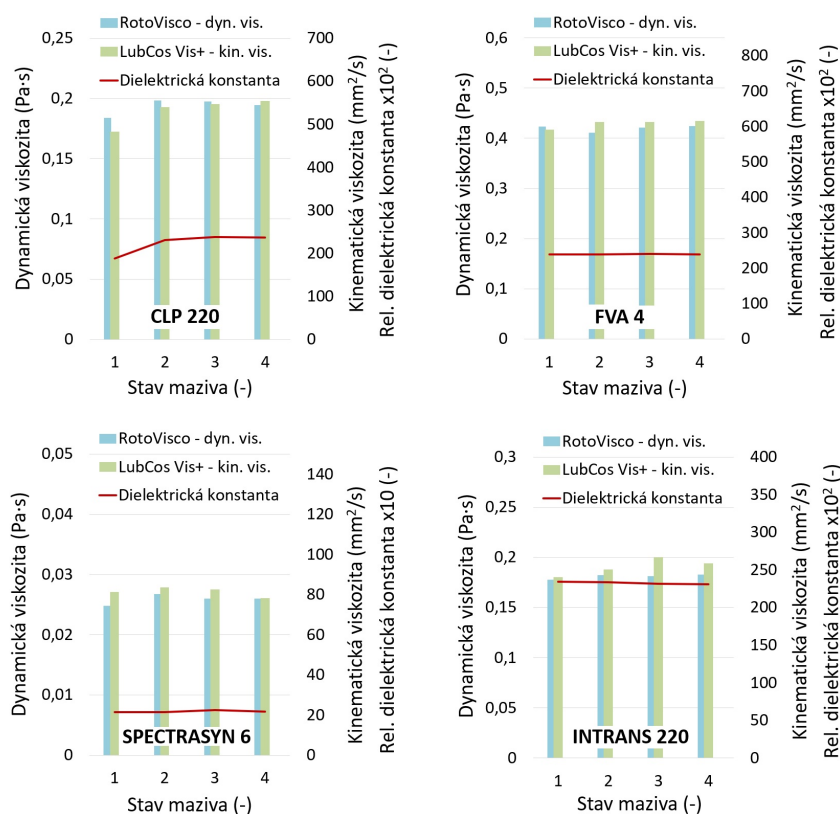 RotoVisco - dyn. vis.
LubCos Vis+ - kin. vis.
Dielektrická konstanta
Dynamická viskozita (Pa·s)
0,25
0,2
0,15
0,1
0,05
0
700
600
500
400
300
200
100
0
Kinematická viskozita (mm²/s)
Rel. dielektrická konstanta x10² (-)
CLP 220
1 2 3 4
Stav maziva (-)
RotoVisco - dyn. vis.
LubCos Vis+ - kin. vis.
Dielektrická konstanta
Dynamická viskozita (Pa·s)
0,6
0,5
0,4
0,3
0,2
0,1
0
800
700
600
500
400
300
200
100
0
Kinematická viskozita (mm²/s)
Rel. dielektrická konstanta x10² (-)
FVA 4
1 2 3 4
Stav maziva (-)
RotoVisco - dyn. vis.
LubCos Vis+ - kin. vis.
Dielektrická konstanta
Dynamická viskozita (Pa·s)
0,05
0,04
0,03
0,02
0,01
0
140
120
100
80
60
40
20
0
Kinematická viskozita (mm²/s)
Rel. dielektrická konstanta x10 (-)
SPECTRASYN 6
1 2 3 4
Stav maziva (-)
RotoVisco - dyn. vis.
LubCos Vis+ - kin. vis.
Dielektrická konstanta
Dynamická viskozita (Pa·s)
0,3
0,25
0,2
0,15
0,1
0,05
0
400
350
300
250
200
150
100
50
0
Kinematická viskozita (mm²/s)
Rel. dielektrická konstanta x10² (-)
INTRANS 220
1 2 3 4
Stav maziva (-)